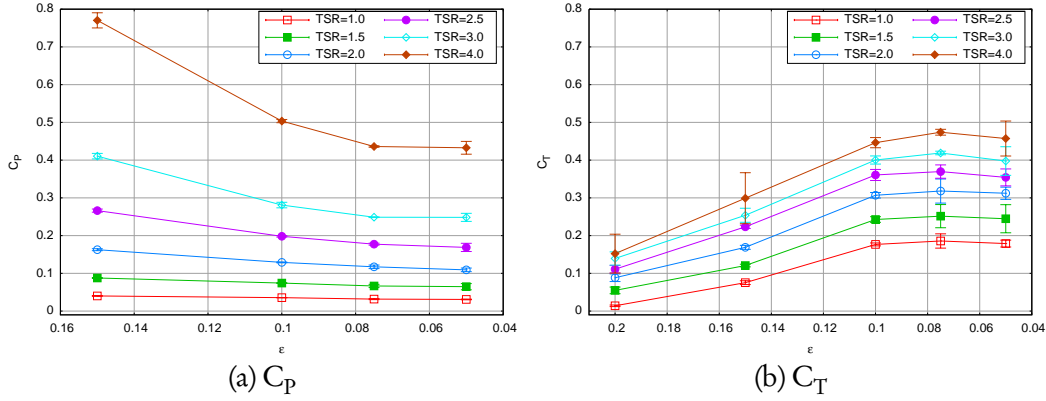 0.8
0.7
0.6
0.5
0.4
0.3
0.2
0.1
0
C_P
0.16 0.14 0.12 0.1 0.08 0.06 0.04
ε
TSR=1.0 TSR=2.5
TSR=1.5 TSR=3.0
TSR=2.0 TSR=4.0
(a) C_P
0.8
0.7
0.6
0.5
0.4
0.3
0.2
0.1
0
C_T
0.2 0.18 0.16 0.14 0.12 0.1 0.08 0.06 0.04
ε
TSR=1.0 TSR=2.5
TSR=1.5 TSR=3.0
TSR=2.0 TSR=4.0
(b) C_T